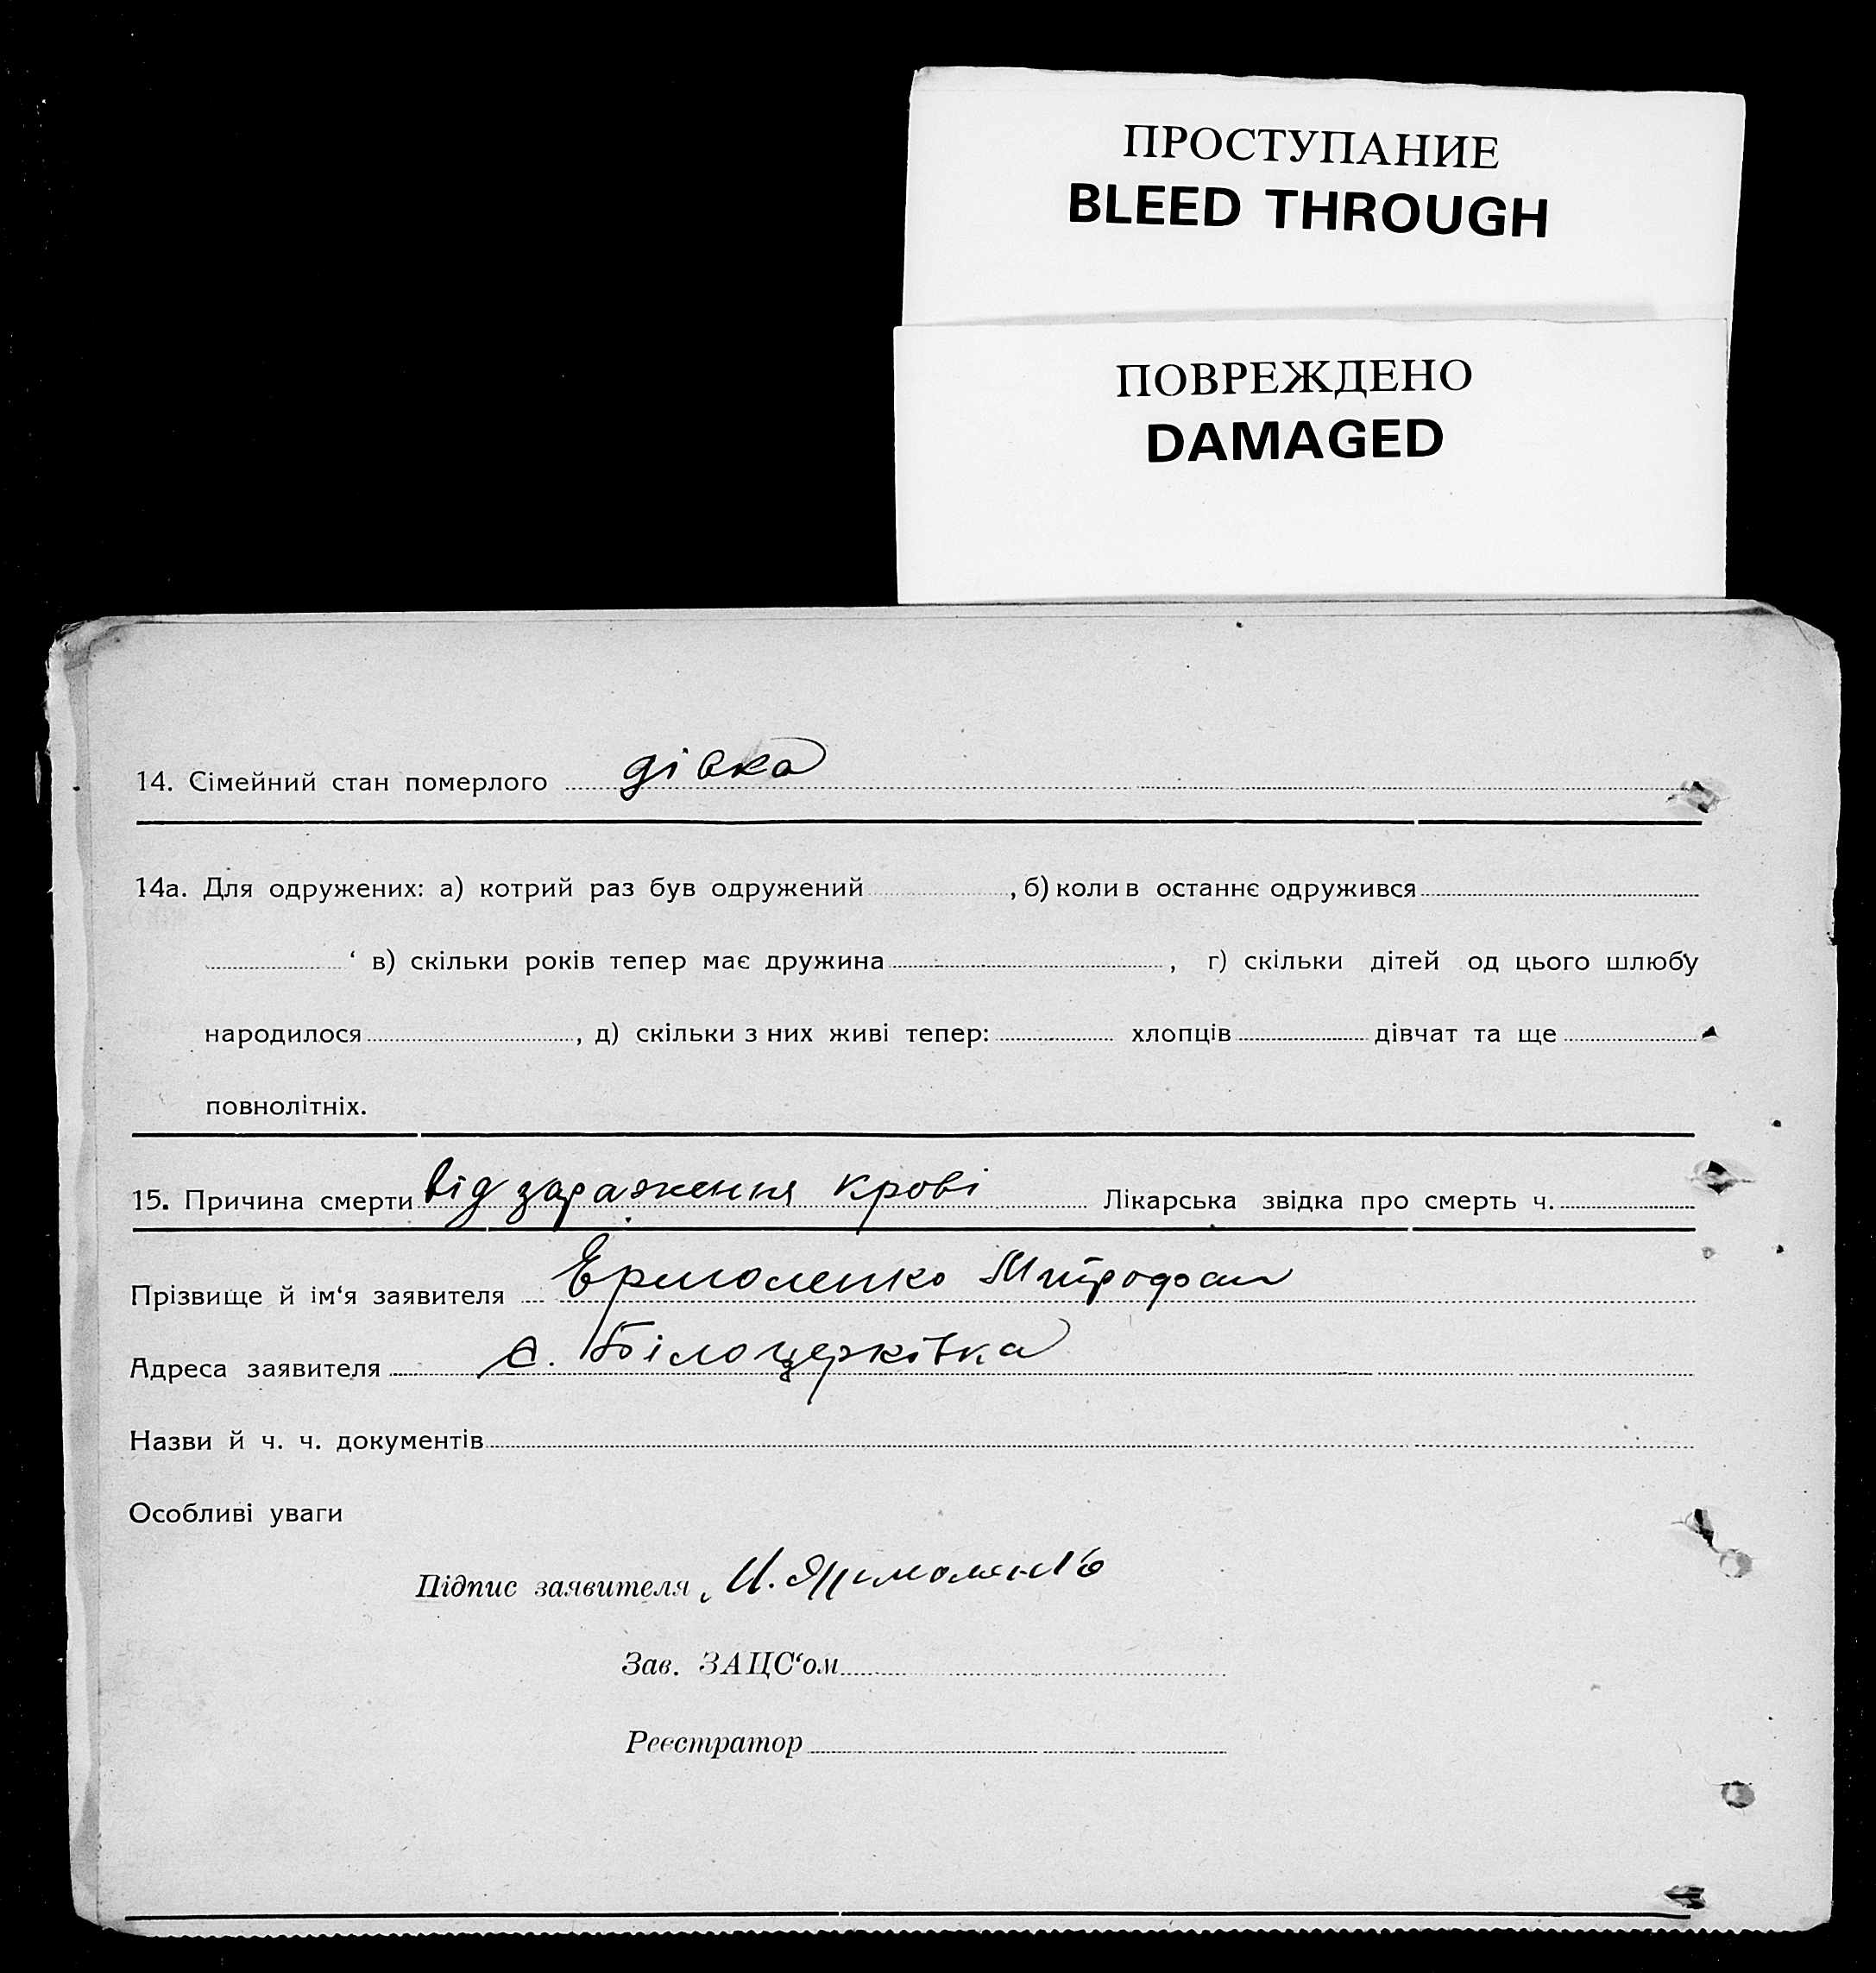 ПРОСТУПАНИЕ
BLEED THROUGH
ПОВРЕЖДЕНО
DAMAGED
14. Сімейний стан померлого дівка
14а. Для одружених: а) котрий раз був одружений , б) коли в останнє одружився
‘ в) скільки років тепер має дружина , г) скільки дітей од цього шлюбу
народилося , д) скільки з них живі тепер: хлопців дівчат та ще
повнолітніх.
15. Причина смерти від зараження крові Лікарська звідка про смерть ч.
Прізвище й ім‘я заявителя Ермоленко Митрофан
Адреса заявителя с. Білоцерківка
Назви й ч. ч. документів
Особливі уваги
Підпис заявителя
Зав. ЗАЦС‘ом
Реєстратор